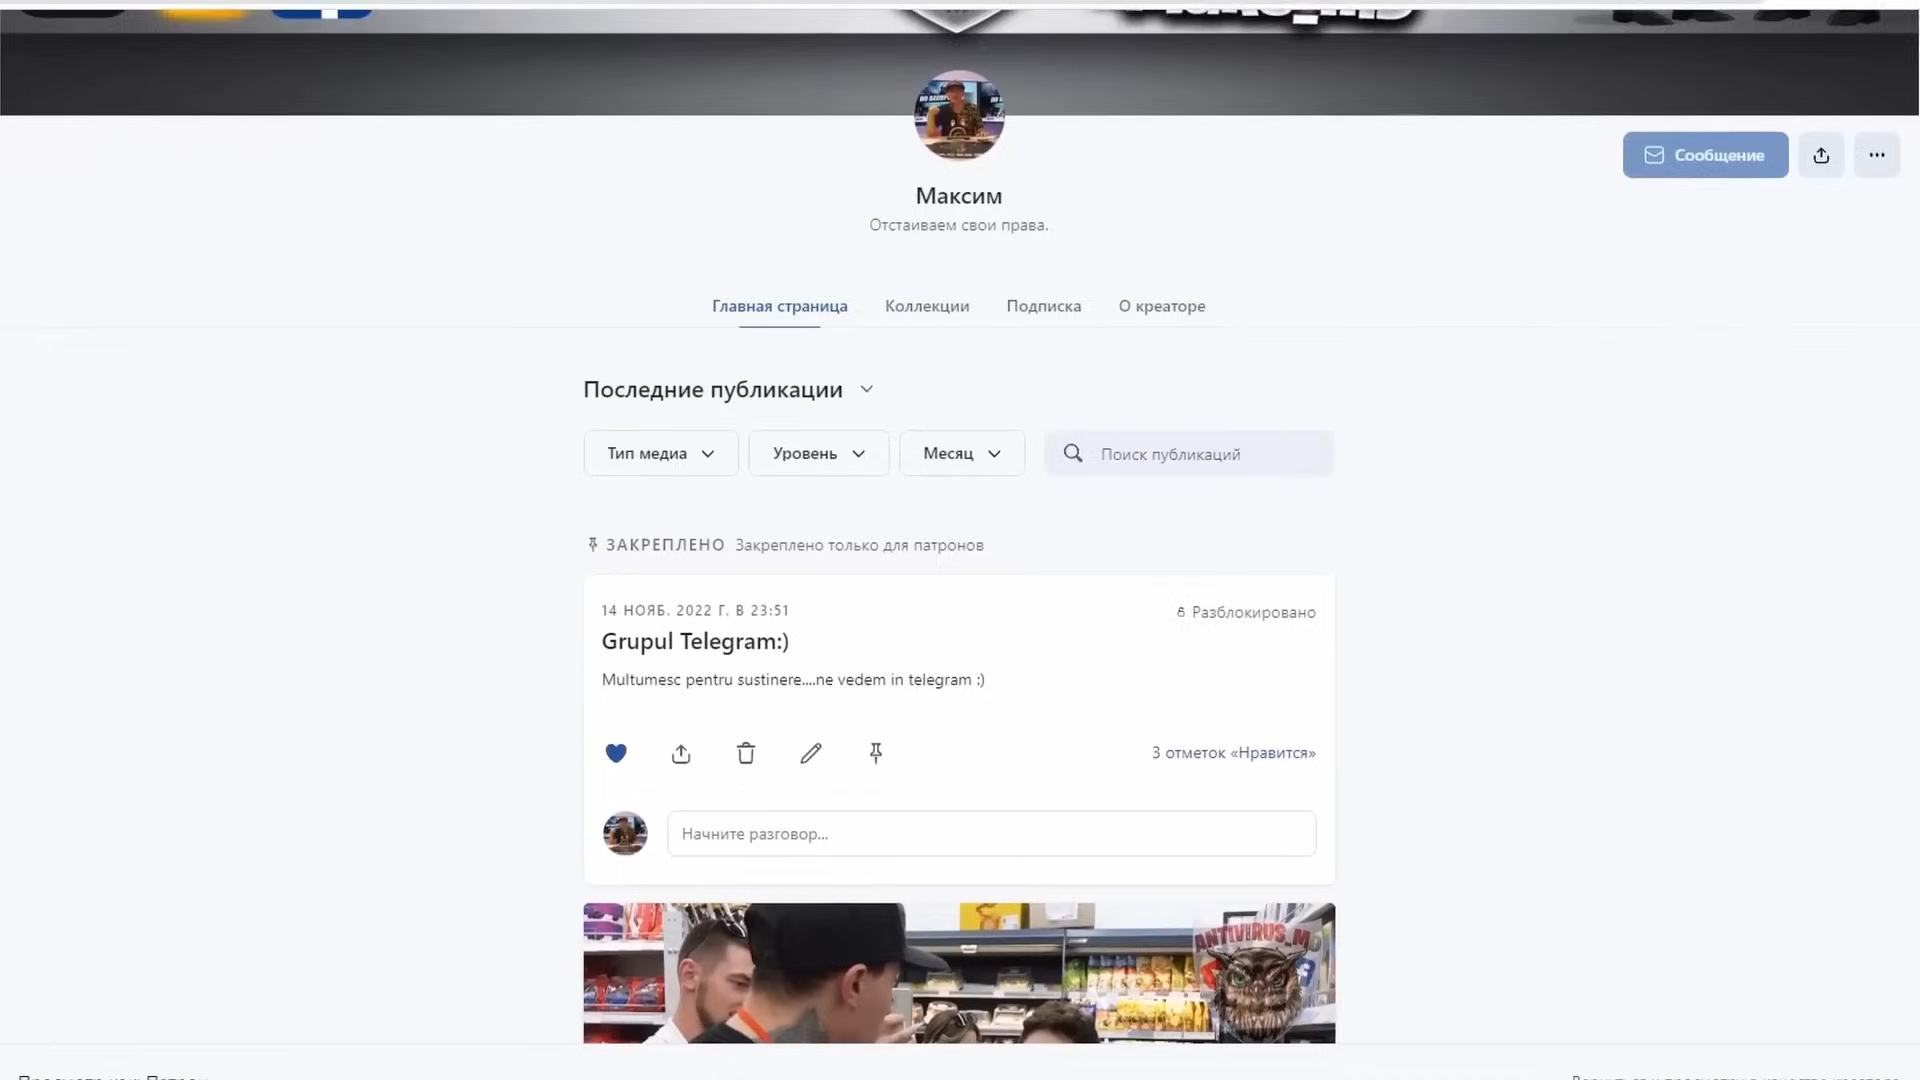 Максим
Отстаиваем свои права.
Сообщение
Главная страница Коллекции Подписка О креаторе
Последние публикации
Тип медиа Уровень Месяц Поиск публикаций
ЗАКРЕПЛЕНО Закреплено только для патронов
14 НОЯБ. 2022 Г. В 23:51 Разблокировано
Grupul Telegram:)
Multumesc pentru sustinere....ne vedem in telegram :)
3 отметок «Нравится»
Начните разговор...
ANTIVIRUS_MD